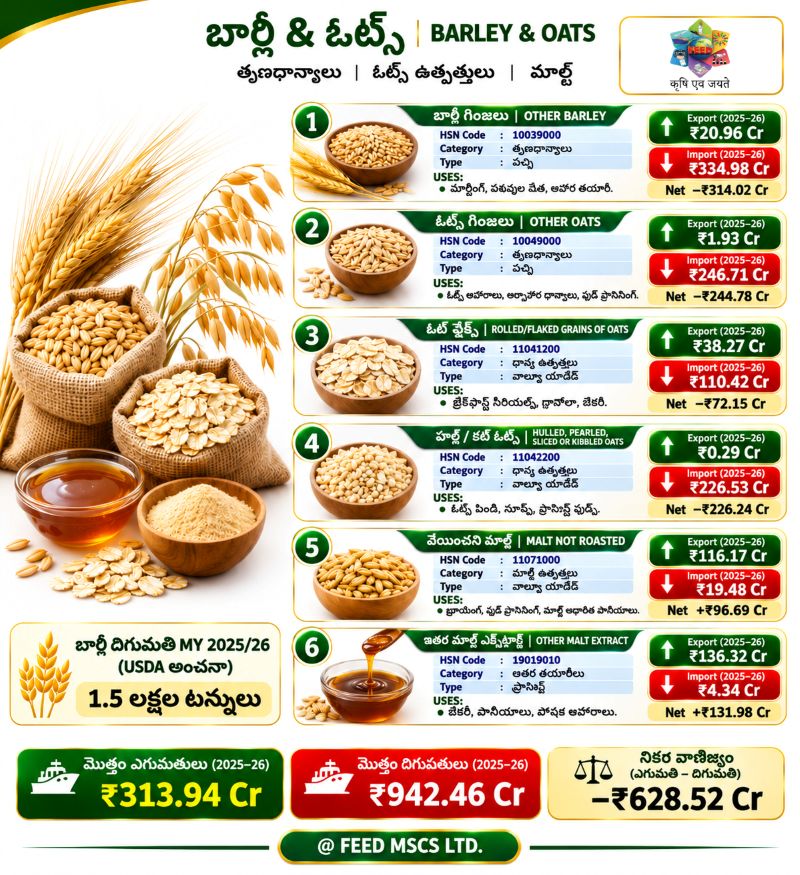 బార్లీ & ఓట్స్ | BARLEY & OATS
తృణధాన్యాలు | ఓట్స్ ఉత్పత్తులు | మాల్ట్
FEED
कृषि एव जयते
1
బార్లీ గింజలు | OTHER BARLEY
HSN Code : 10039000
Category : తృణధాన్యాలు
Type : పచ్చి
USES:
• మార్టింగ్, పశువుల మేత, ఆహార తయారీ.
Export (2025–26)
₹20.96 Cr
Import (2025–26)
₹334.98 Cr
Net −₹314.02 Cr
2
ఓట్స్ గింజలు | OTHER OATS
HSN Code : 10049000
Category : తృణధాన్యాలు
Type : పచ్చి
USES:
• ఓట్స్ ఆహారాలు, అల్పాహార ధాన్యాలు, ఫుడ్ ప్రాసెసింగ్.
Export (2025–26)
₹1.93 Cr
Import (2025–26)
₹246.71 Cr
Net −₹244.78 Cr
3
ఓట్ ఫ్లేక్స్ | ROLLED/FLAKED GRAINS OF OATS
HSN Code : 11041200
Category : ధాన్య ఉత్పత్తులు
Type : వాల్యూ యాడెడ్
USES:
• బ్రేక్‌ఫాస్ట్ సీరియల్స్, గ్రానోలా, బేకరీ.
Export (2025–26)
₹38.27 Cr
Import (2025–26)
₹110.42 Cr
Net −₹72.15 Cr
4
హల్డ్ / కట్ ఓట్స్ | HULLED, PEARLED,
SLICED OR KIBBLED OATS
HSN Code : 11042200
Category : ధాన్య ఉత్పత్తులు
Type : వాల్యూ యాడెడ్
USES:
• ఓట్స్ పిండి, సూప్స్, ప్రాసెస్డ్ ఫుడ్స్.
Export (2025–26)
₹0.29 Cr
Import (2025–26)
₹226.53 Cr
Net −₹226.24 Cr
5
వేయించని మాల్ట్ | MALT NOT ROASTED
HSN Code : 11071000
Category : మాల్ట్ ఉత్పత్తులు
Type : వాల్యూ యాడెడ్
USES:
• బ్రూయింగ్, ఫుడ్ ప్రాసెసింగ్, మాల్ట్ ఆధారిత పానీయాలు.
Export (2025–26)
₹116.17 Cr
Import (2025–26)
₹19.48 Cr
Net +₹96.69 Cr
6
ఇతర మాల్ట్ ఎక్స్‌ట్రాక్ట్ | OTHER MALT EXTRACT
HSN Code : 19019010
Category : ఆతర తయారీలు
Type : ప్రాసెస్డ్
USES:
• బేకరీ, పానీయాలు, పోషక ఆహారాలు.
Export (2025–26)
₹136.32 Cr
Import (2025–26)
₹4.34 Cr
Net +₹131.98 Cr
బార్లీ దిగుమతి MY 2025/26
(USDA అంచనా)
1.5 లక్షల టన్నులు
మొత్తం ఎగుమతులు (2025–26)
₹313.94 Cr
మొత్తం దిగుపతులు (2025–26)
₹942.46 Cr
నికర వాణిజ్యం
(ఎగుమతి – దిగుమతి)
−₹628.52 Cr
@ FEED MSCS LTD.